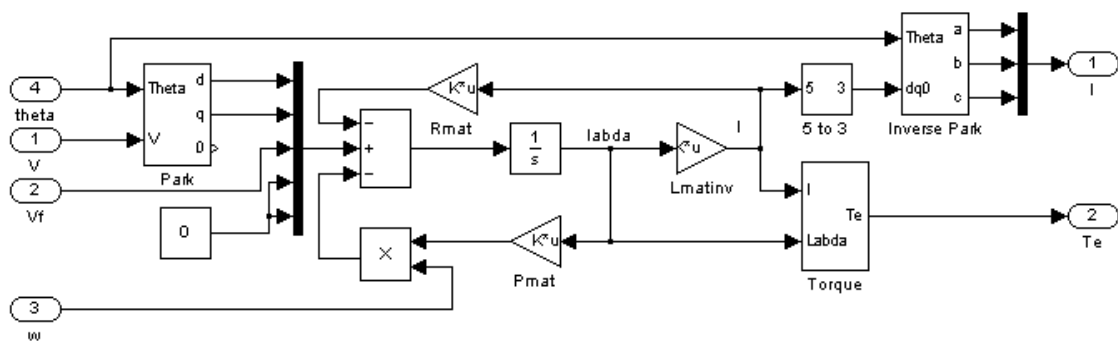 4
theta
1
V
2
Vf
3
w
Theta
V
d
q
0
Park
0
K*u
Rmat
−
+
−
1
s
labda
×
K*u
Pmat
K*u
Lmatinv
I
5 3
5 to 3
Theta
dq0
a
b
c
Inverse Park
1
I
I
Labda
Te
Torque
2
Te